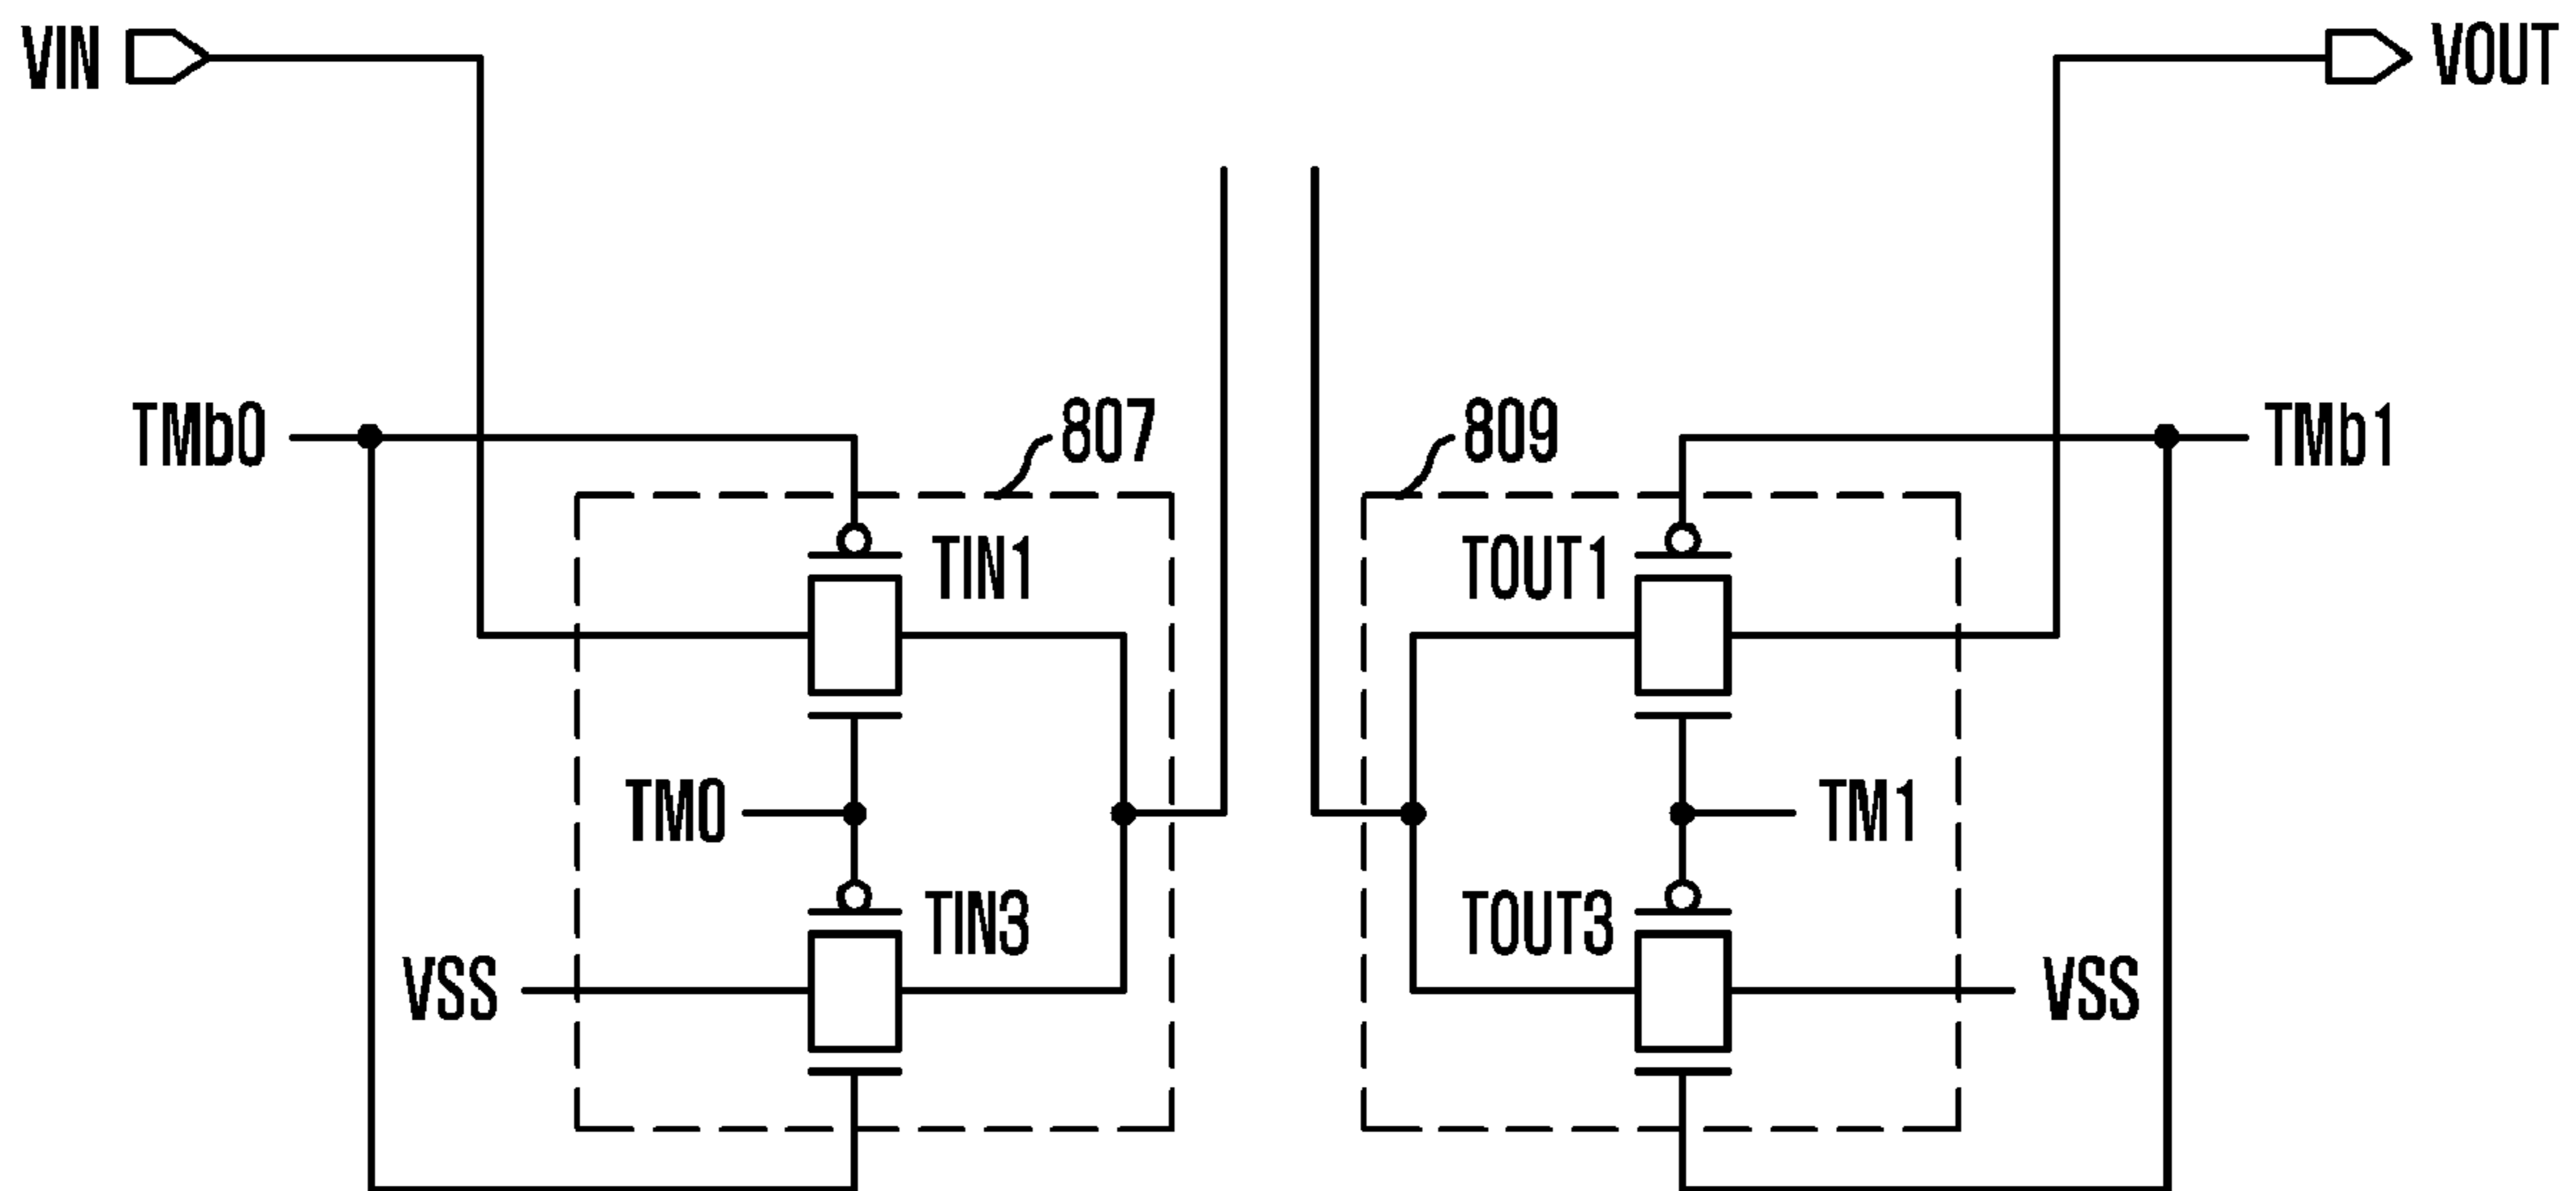 VIN
VOUT
TMb0
807
809
TMb1
TIN1
TOUT1
TM0
TM1
TIN3
TOUT3
VSS
VSS